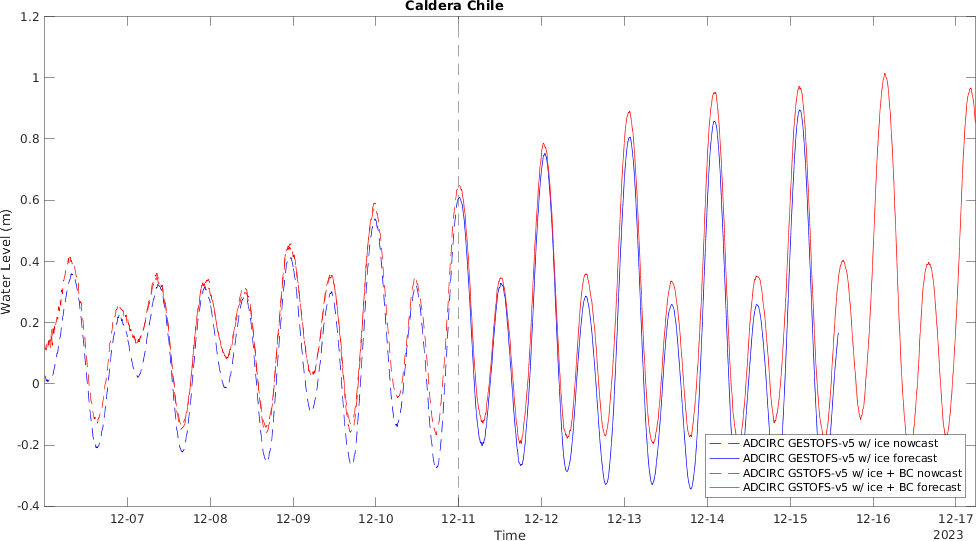 Caldera Chile
1.2
1
0.8
0.6
0.4
0.2
0
-0.2
-0.4
Water Level (m)
12-07 12-08 12-09 12-10 12-11 12-12 12-13 12-14 12-15 12-16 12-17
Time
2023
ADCIRC GESTOFS-v5 w/ ice nowcast
ADCIRC GESTOFS-v5 w/ ice forecast
ADCIRC GSTOFS-v5 w/ ice + BC nowcast
ADCIRC GSTOFS-v5 w/ ice + BC forecast